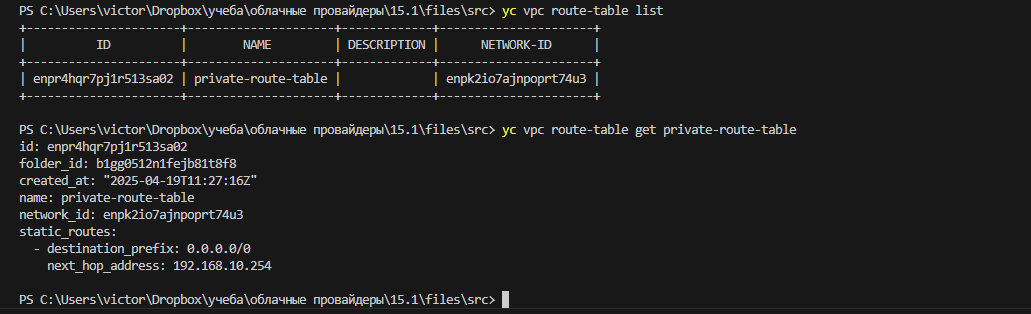 PS C:\Users\victor\Dropbox\учеба\облачные провайдеры\15.1\files\src> yc vpc route-table list
+----------------------+---------------------+-------------+----------------------+
|          ID          |        NAME         | DESCRIPTION |      NETWORK-ID      |
+----------------------+---------------------+-------------+----------------------+
| enpr4hqr7pj1r513sa02 | private-route-table |             | enpk2io7ajnpoprt74u3 |
+----------------------+---------------------+-------------+----------------------+
PS C:\Users\victor\Dropbox\учеба\облачные провайдеры\15.1\files\src> yc vpc route-table get private-route-table
id: enpr4hqr7pj1r513sa02
folder_id: b1gg0512n1fejb81t8f8
created_at: "2025-04-19T11:27:16Z"
name: private-route-table
network_id: enpk2io7ajnpoprt74u3
static_routes:
  - destination_prefix: 0.0.0.0/0
    next_hop_address: 192.168.10.254
PS C:\Users\victor\Dropbox\учеба\облачные провайдеры\15.1\files\src>